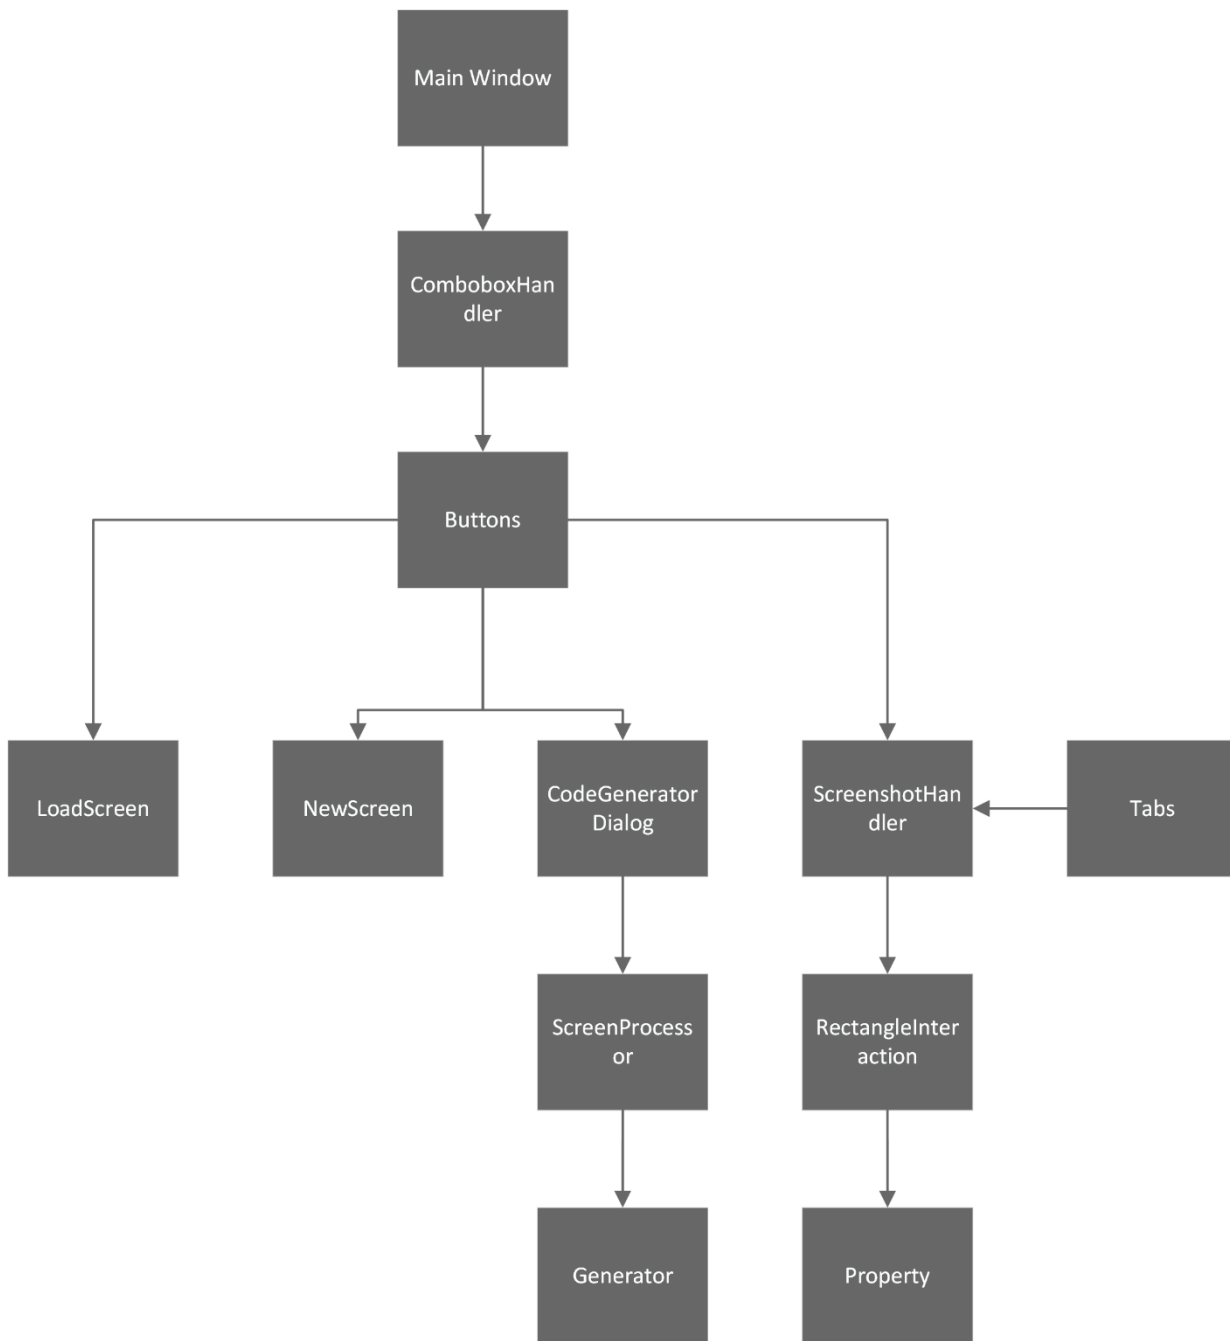 Main Window
ComboboxHan
dler
Buttons
LoadScreen
NewScreen
CodeGenerator
Dialog
ScreenshotHan
dler
Tabs
ScreenProcess
or
RectangleInter
action
Generator
Property